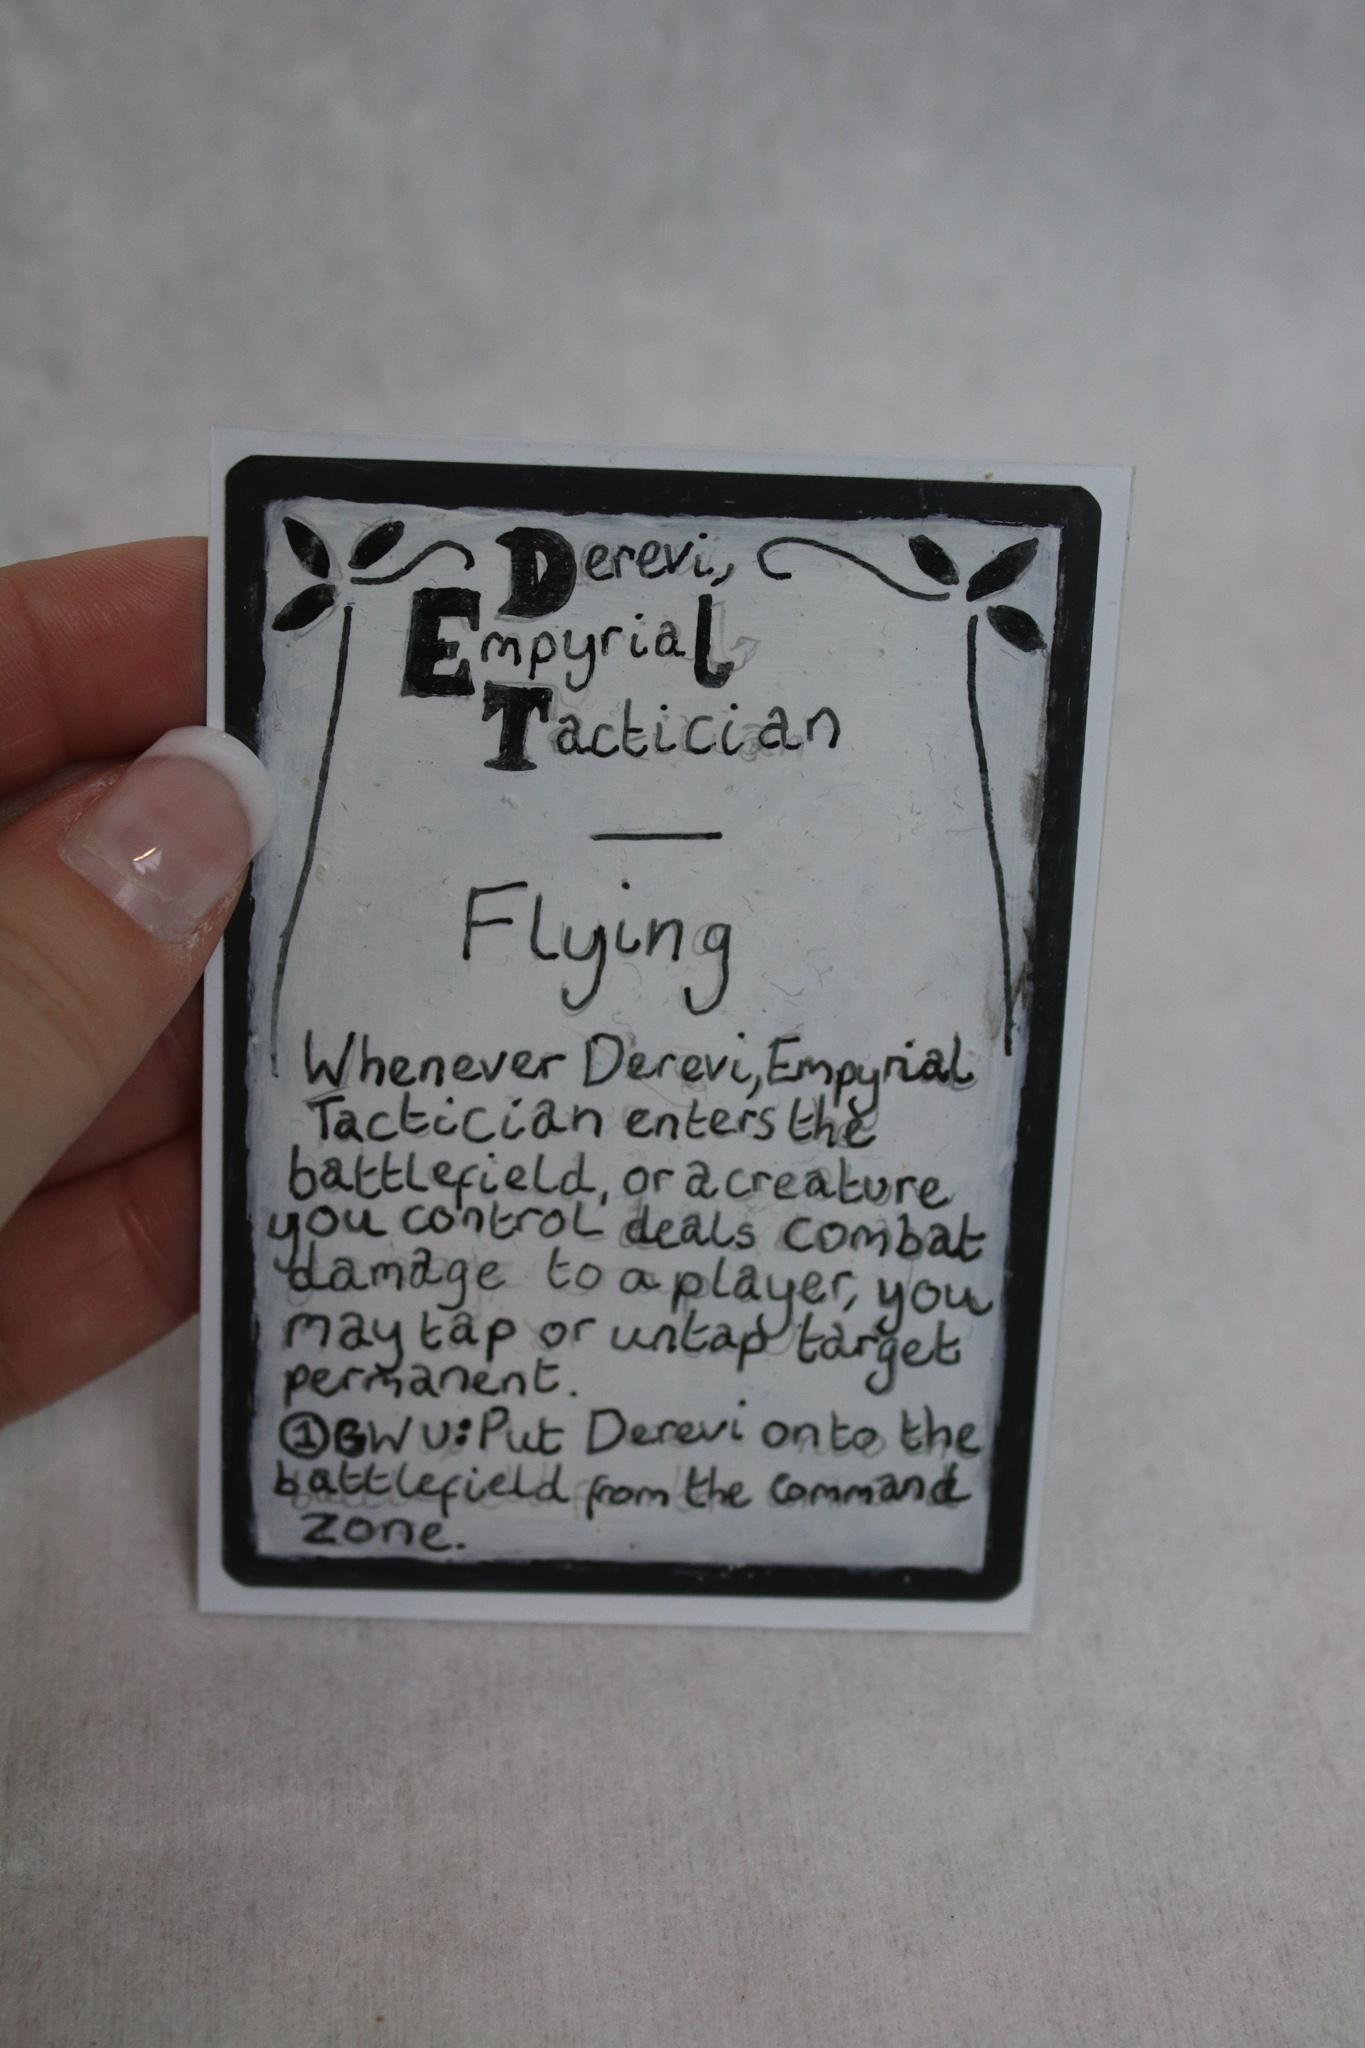 Derevi,
Empyrial
Tactician
Flying
Whenever Derevi, Empyrial
Tactician enters the
battlefield, or a creature
you control deals combat
damage to a player, you
may tap or untap target
permanent.
①GWU: Put Derevi onto the
battlefield from the command
zone.